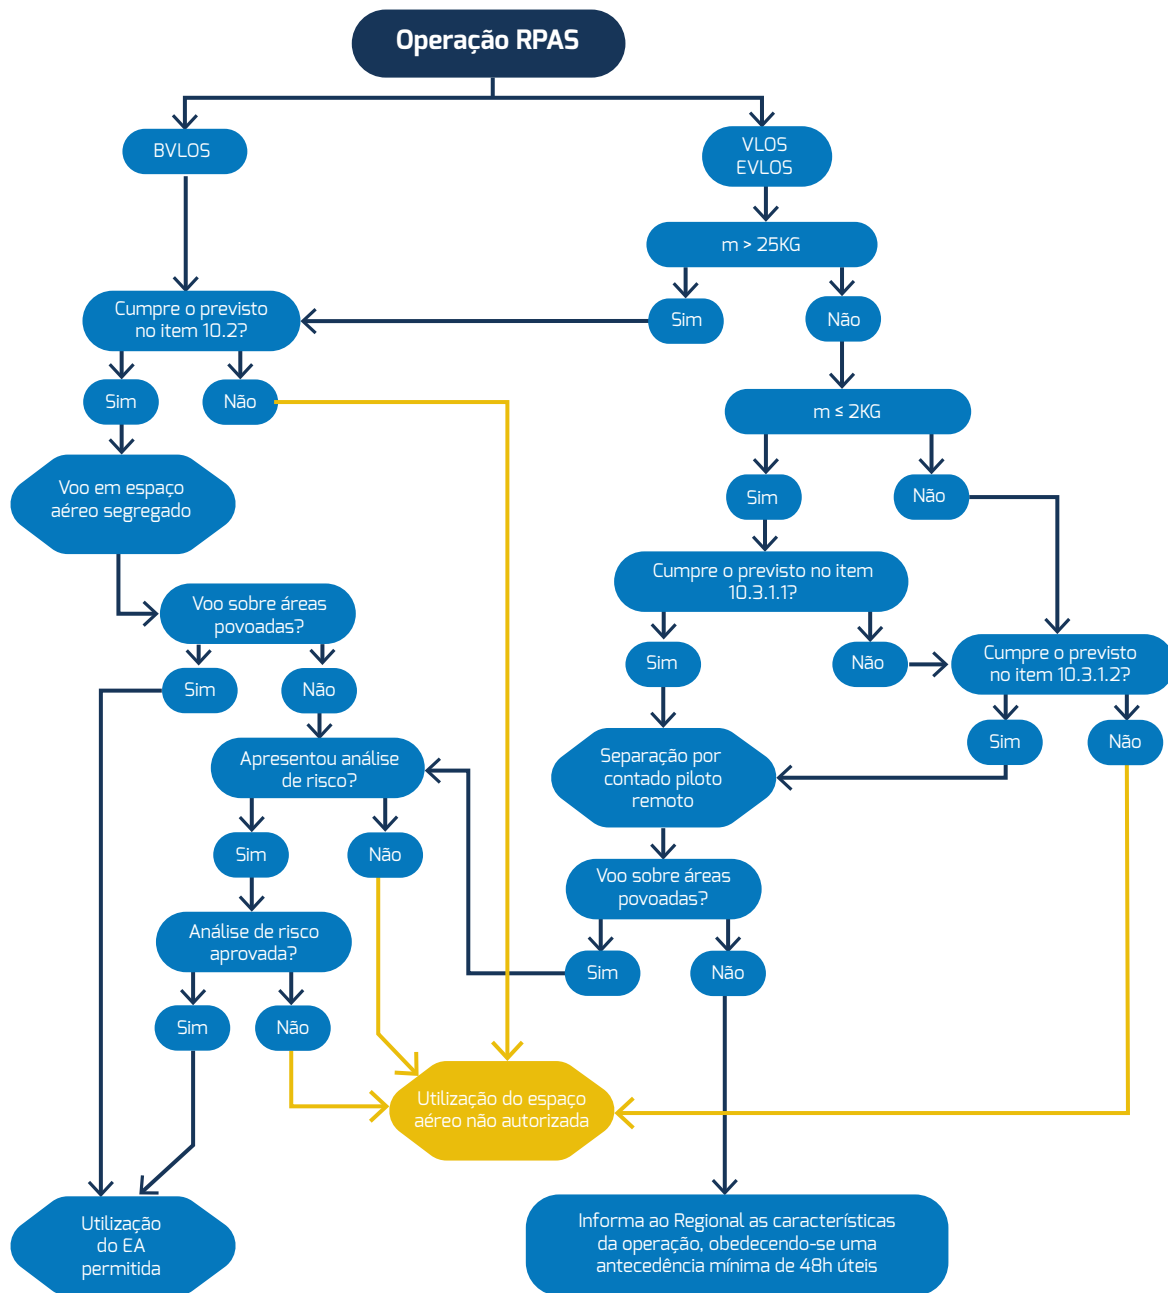 Operação RPAS
BVLOS
VLOS
EVLOS
m > 25KG
Cumpre o previsto
no item 10.2?
Sim
Não
Sim
Não
m ≤ 2KG
Voo em espaço
aéreo segregado
Sim
Não
Cumpre o previsto no item
10.3.1.1?
Voo sobre áreas
povoadas?
Sim
Não
Cumpre o previsto
no item 10.3.1.2?
Sim
Não
Sim
Não
Apresentou análise
de risco?
Separação por
contado piloto
remoto
Sim
Não
Voo sobre áreas
povoadas?
Análise de risco
aprovada?
Sim
Não
Sim
Não
Utilização do espaço
aéreo não autorizada
Utilização
do EA
permitida
Informa ao Regional as características
da operação, obedecendo-se uma
antecedência mínima de 48h úteis